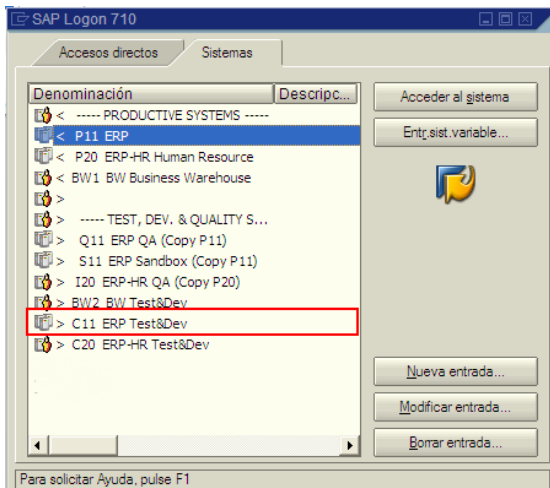 SAP Logon 710
Accesos directos
Sistemas
Denominación
Descripc...
< ----- PRODUCTIVE SYSTEMS -----
< P11 ERP
< P20 ERP-HR Human Resource
< BW1 BW Business Warehouse
>
> ----- TEST, DEV. & QUALITY S...
> Q11 ERP QA (Copy P11)
> S11 ERP Sandbox (Copy P11)
> I20 ERP-HR QA (Copy P20)
> BW2 BW Test&Dev
> C11 ERP Test&Dev
> C20 ERP-HR Test&Dev
Acceder al sistema
Entr.sist.variable...
Nueva entrada...
Modificar entrada...
Borrar entrada...
Para solicitar Ayuda, pulse F1